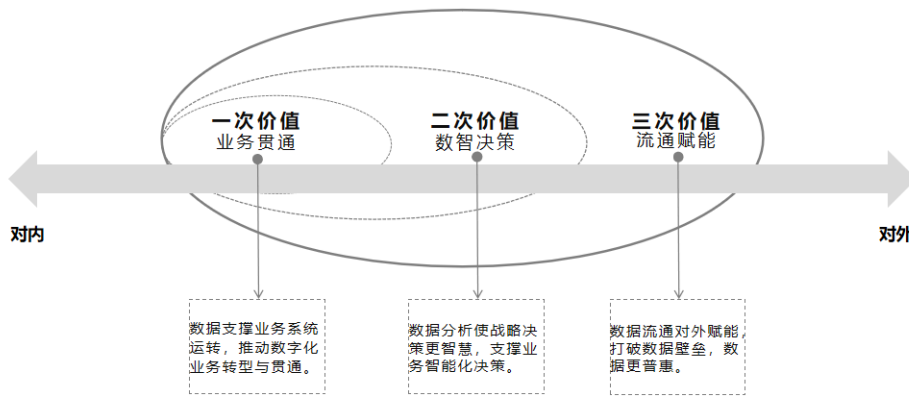 一次价值
业务贯通
二次价值
数智决策
三次价值
流通赋能
对内
对外
数据支撑业务系统
运转，推动数字化
业务转型与贯通。
数据分析使战略决
策更智慧，支撑业
务智能化决策。
数据流通对外赋能，
打破数据壁垒，数
据更普惠。